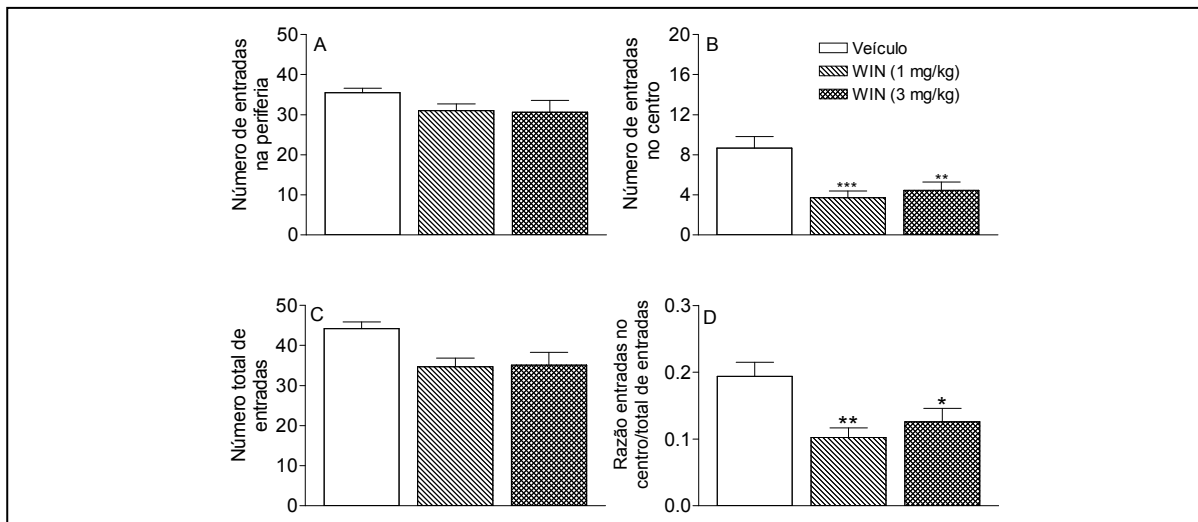 A
Número de entradas
na periferia
50
40
30
20
10
0
B
Número de entradas
no centro
20
16
12
8
4
0
***
**
Veículo
WIN (1 mg/kg)
WIN (3 mg/kg)
C
Número total de
entradas
50
40
30
20
10
0
D
Razão entradas no
centro/total de entradas
0.3
0.2
0.1
0.0
**
*